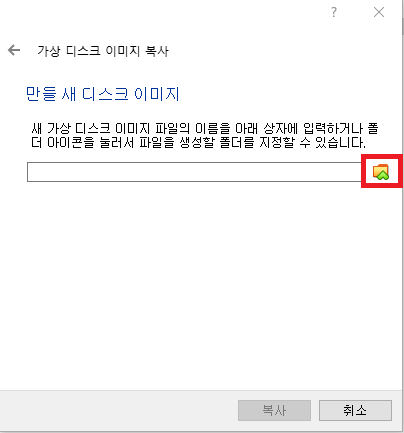 ?
가상 디스크 이미지 복사
만들 새 디스크 이미지
새 가상 디스크 이미지 파일의 이름을 아래 상자에 입력하거나 폴
더 아이콘을 눌러서 파일을 생성할 폴더를 지정할 수 있습니다.
복사 취소